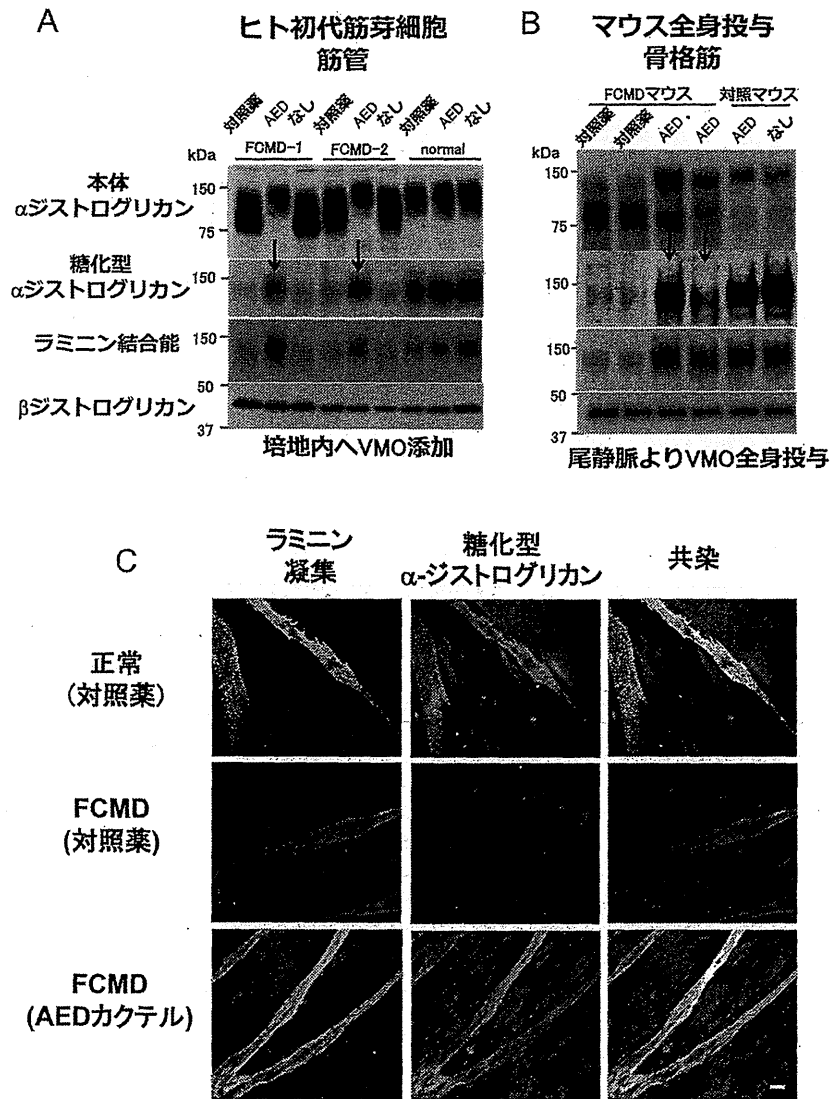 A
ヒト初代筋芽細胞
筋管
対照薬 AED なし 対照薬 AED なし 対照薬 AED なし
kDa FCMD-1 FCMD-2 normal
本体
αジストログリカン
150
75
糖化型
αジストログリカン
150
ラミニン結合能
150
50
βジストログリカン
37
培地内へVMO添加
B
マウス全身投与
骨格筋
FCMDマウス 対照マウス
対照薬 対照薬 AED AED AED なし
kDa
150
75
150
150
50
37
尾静脈よりVMO全身投与
C
ラミニン
凝集
糖化型
α-ジストログリカン
共染
正常
(対照薬)
FCMD
(対照薬)
FCMD
(AEDカクテル)